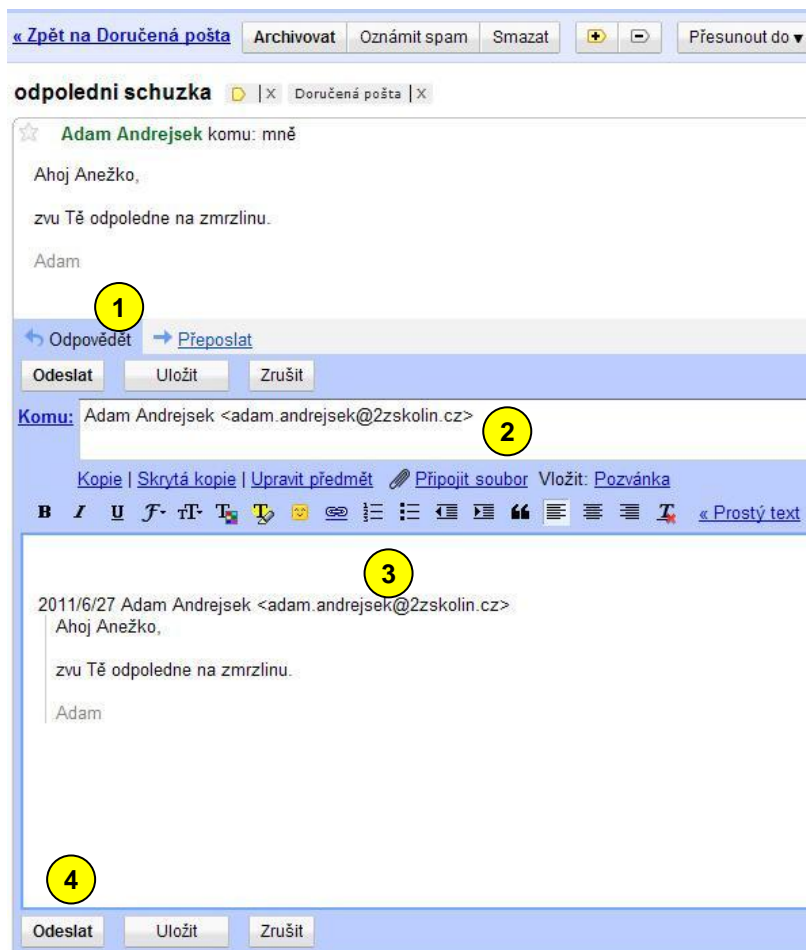 « Zpět na Doručená pošta Archivovat Oznámit spam Smazat Přesunout do ▾
odpoledni schuzka | X Doručená pošta | X
Adam Andrejsek komu: mně
Ahoj Anežko,
zvu Tě odpoledne na zmrzlinu.
Adam
1
Odpovědět Přeposlat
Odeslat Uložit Zrušit
Komu: Adam Andrejsek <adam.andrejsek@2zskolin.cz>
2
Kopie | Skrytá kopie | Upravit předmět Připojit soubor Vložit: Pozvánka
B I U « Prostý text
3
2011/6/27 Adam Andrejsek <adam.andrejsek@2zskolin.cz>
Ahoj Anežko,
zvu Tě odpoledne na zmrzlinu.
Adam
4
Odeslat Uložit Zrušit